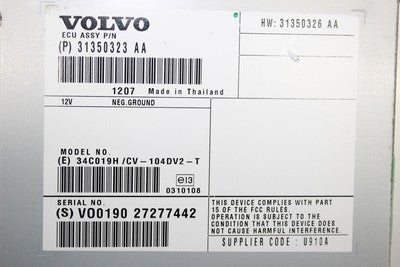 VOLVO
ECU ASSY P/N
(P) 31350323 AA
HW: 31350326 AA
1207 Made in Thailand
12V NEG.GROUND
MODEL NO.
(E) 34C019H /CV-104DV2-T
e13
0310108
SERIAL NO.
(S) VO0190 27277442
THIS DEVICE COMPLIES WITH PART
15 OF THE FCC RULES.
OPERATION IS SUBJECT TO THE
CONDITION THAT THIS DEVICE DOES
NOT CAUSE HARMFUL INTERFERENCE.
SUPPLIER CODE : U910A